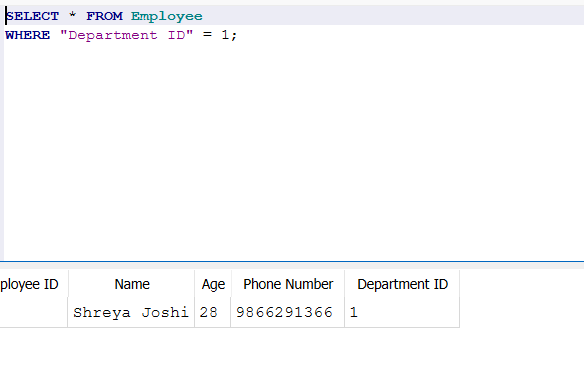 SELECT * FROM Employee
WHERE "Department ID" = 1;
ployee ID Name Age Phone Number Department ID
Shreya Joshi 28 9866291366 1